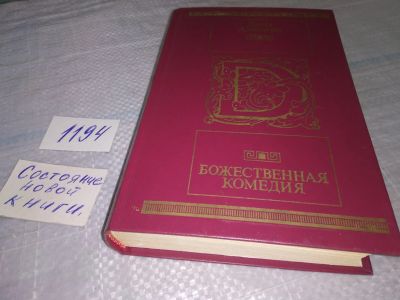 1194
Состояние
новой
книги.
D
БОЖЕСТВЕННАЯ
КОМЕДИЯ